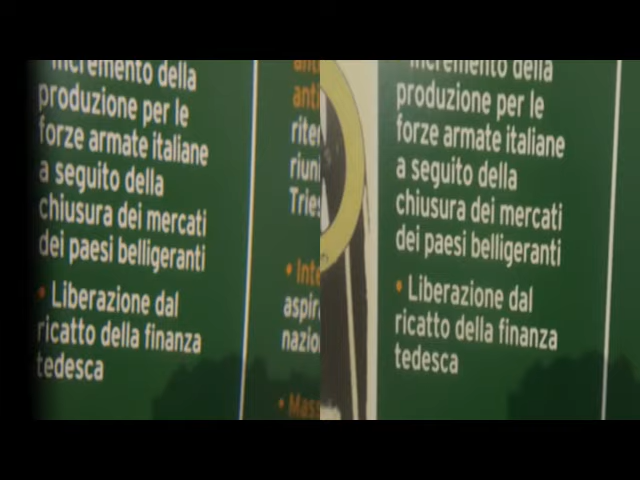 Incremento della
produzione per le
forze armate italiane
a seguito della
chiusura dei mercati
dei paesi belligeranti
• Liberazione dal
ricatto della finanza
tedesca
Incremento della
produzione per le
forze armate italiane
a seguito della
chiusura dei mercati
dei paesi belligeranti
• Liberazione dal
ricatto della finanza
tedesca